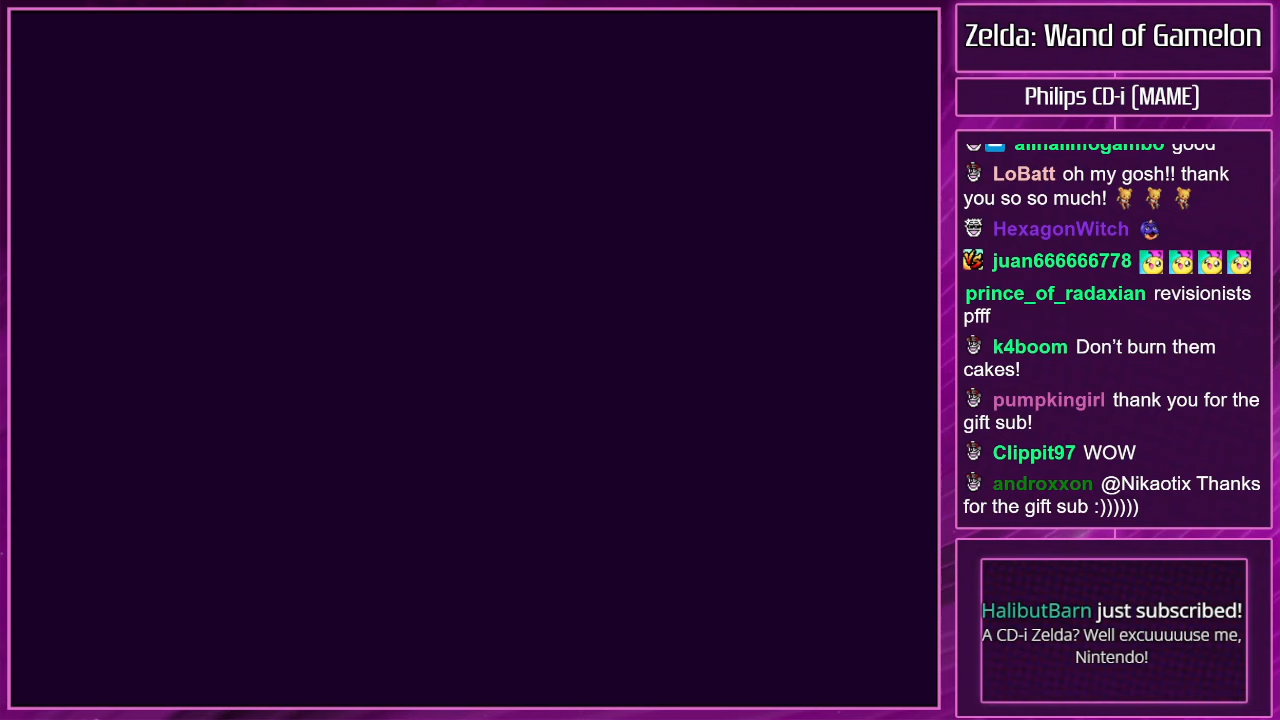 Zelda: Wand of Gamelon
Philips CD-i [MAME]
good
LoBatt oh my gosh!! thank
you so so much!
HexagonWitch
juan666666778
prince_of_radaxian revisionists
pfff
k4boom Don’t burn them
cakes!
pumpkingirl thank you for the
gift sub!
Clippit97 WOW
androxxon @Nikaotix Thanks
for the gift sub :))))))
HalibutBarn just subscribed!
A CD-i Zelda? Well excuuuuuse me,
Nintendo!